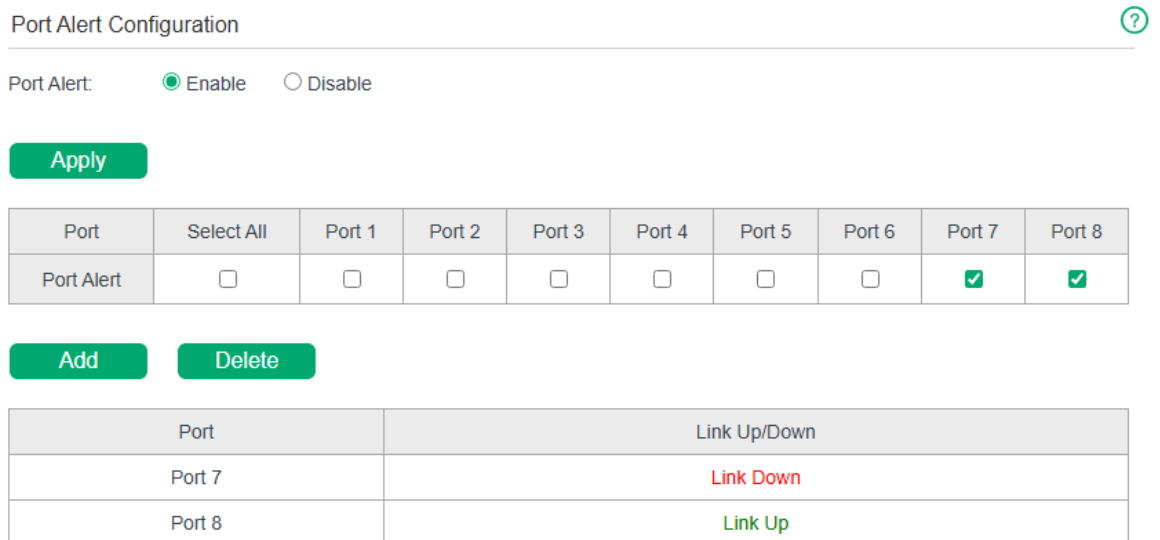 Port Alert Configuration
?
Port Alert: Enable Disable
Apply
Port Select All Port 1 Port 2 Port 3 Port 4 Port 5 Port 6 Port 7 Port 8
Port Alert
Add Delete
Port Link Up/Down
Port 7 Link Down
Port 8 Link Up